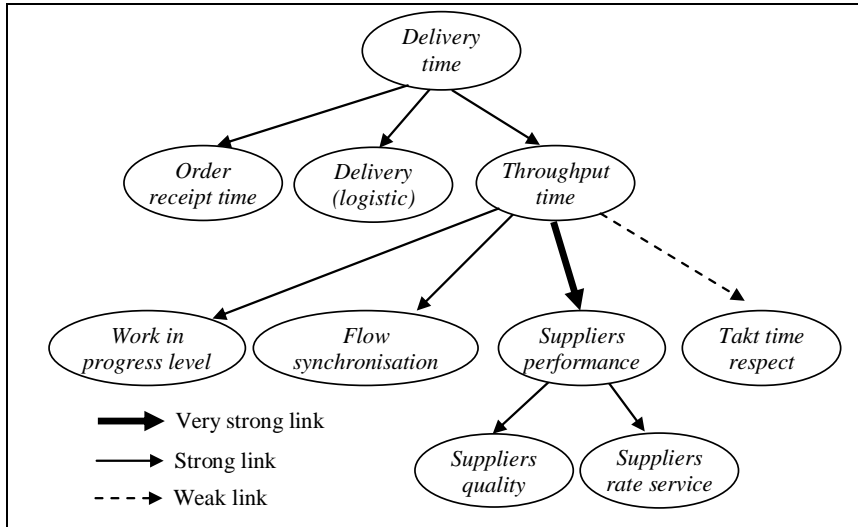 Delivery
time
Order
receipt time
Delivery
(logistic)
Throughput
time
Work in
progress level
Flow
synchronisation
Suppliers
performance
Takt time
respect
Very strong link
Strong link
Weak link
Suppliers
quality
Suppliers
rate service